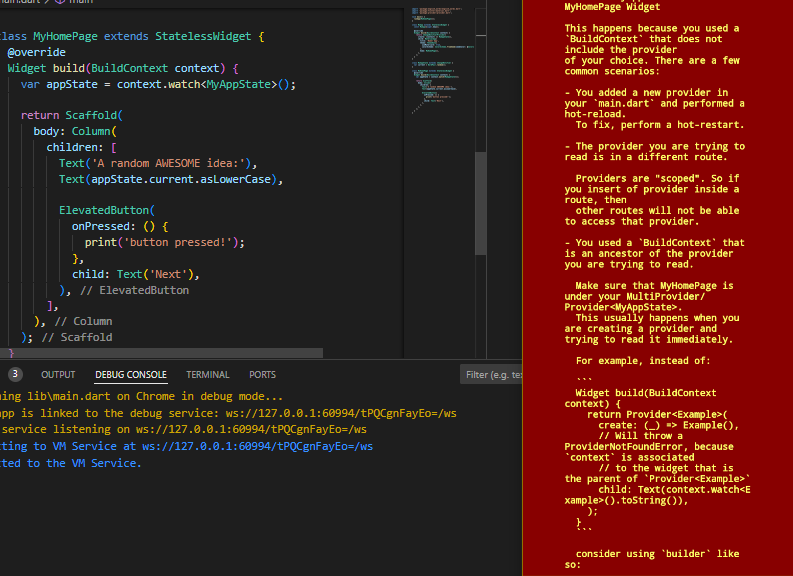 main.dart > main
class MyHomePage extends StatelessWidget {
@override
Widget build(BuildContext context) {
var appState = context.watch<MyAppState>();
return Scaffold(
body: Column(
children: [
Text('A random AWESOME idea:'),
Text(appState.current.asLowerCase),
ElevatedButton(
onPressed: () {
print('button pressed!');
},
child: Text('Next'),
), // ElevatedButton
],
), // Column
); // Scaffold
}
3 OUTPUT DEBUG CONSOLE TERMINAL PORTS Filter (e.g. te
ing lib\main.dart on Chrome in debug mode...
app is linked to the debug service: ws://127.0.0.1:60994/tPQCgnFayEo=/ws
service listening on ws://127.0.0.1:60994/tPQCgnFayEo=/ws
ting to VM Service at ws://127.0.0.1:60994/tPQCgnFayEo=/ws
ted to the VM Service.
MyHomePage Widget
This happens because you used a
`BuildContext` that does not
include the provider
of your choice. There are a few
common scenarios:
- You added a new provider in
your `main.dart` and performed a
hot-reload.
To fix, perform a hot-restart.
- The provider you are trying to
read is in a different route.
Providers are "scoped". So if
you insert of provider inside a
route, then
other routes will not be able
to access that provider.
- You used a `BuildContext` that
is an ancestor of the provider
you are trying to read.
Make sure that MyHomePage is
under your MultiProvider/
Provider<MyAppState>.
This usually happens when you
are creating a provider and
trying to read it immediately.
For example, instead of:
```
Widget build(BuildContext
context) {
return Provider<Example>(
create: (_) => Example(),
// Will throw a
ProviderNotFoundError, because
`context` is associated
// to the widget that is
the parent of `Provider<Example>`
child: Text(context.watch<E
xample>().toString()),
);
}
```
consider using `builder` like
so: